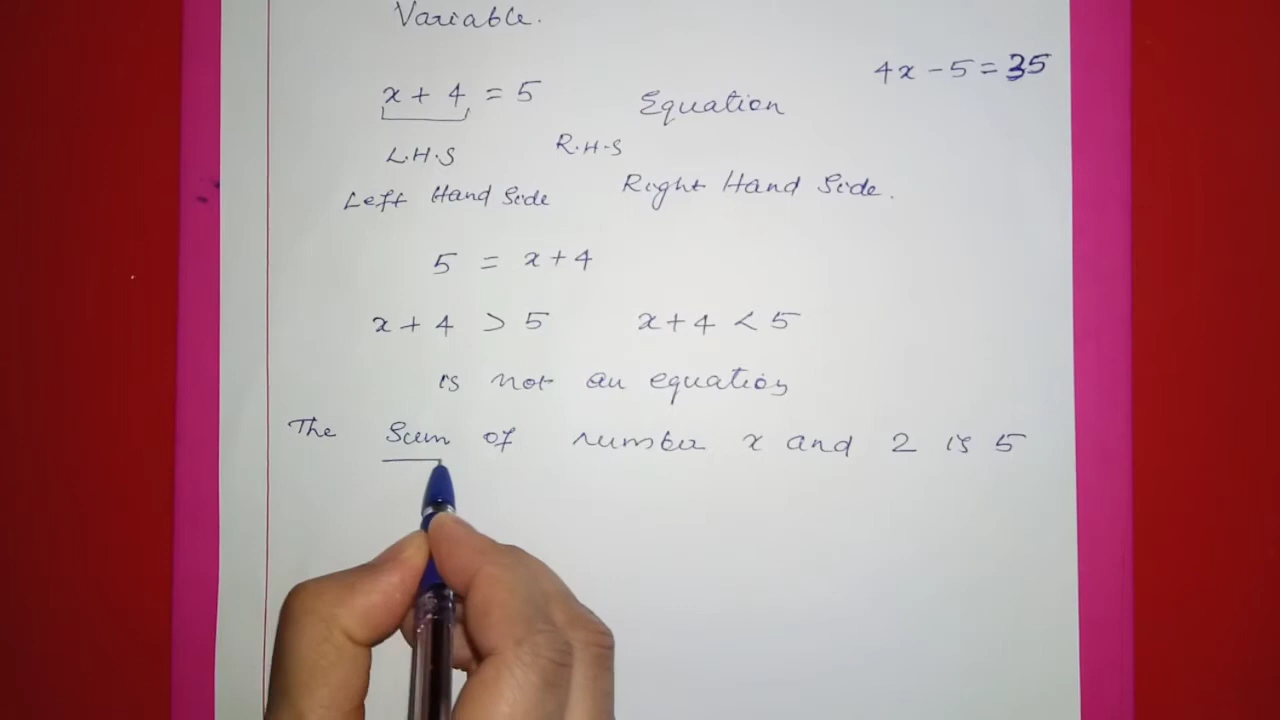 Variable.
4x - 5 = 35
x + 4 = 5 Equation
L.H.S R.H.S
Left Hand Side Right Hand Side.
5 = x + 4
x + 4 > 5 x + 4 < 5
is not an equation
The Sum of number x and 2 is 5